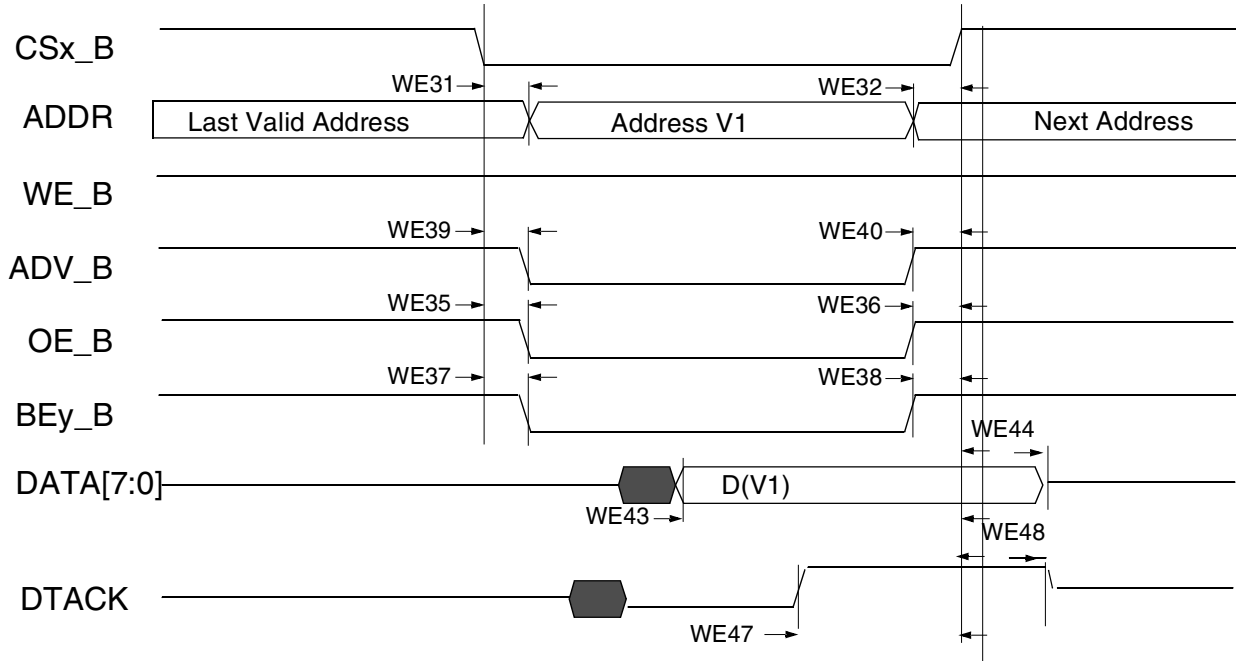 CSx_B
WE31
WE32
ADDR
Last Valid Address
Address V1
Next Address
WE_B
WE39
WE40
ADV_B
WE35
WE36
OE_B
WE37
WE38
BEy_B
WE44
DATA[7:0]
D(V1)
WE43
WE48
DTACK
WE47